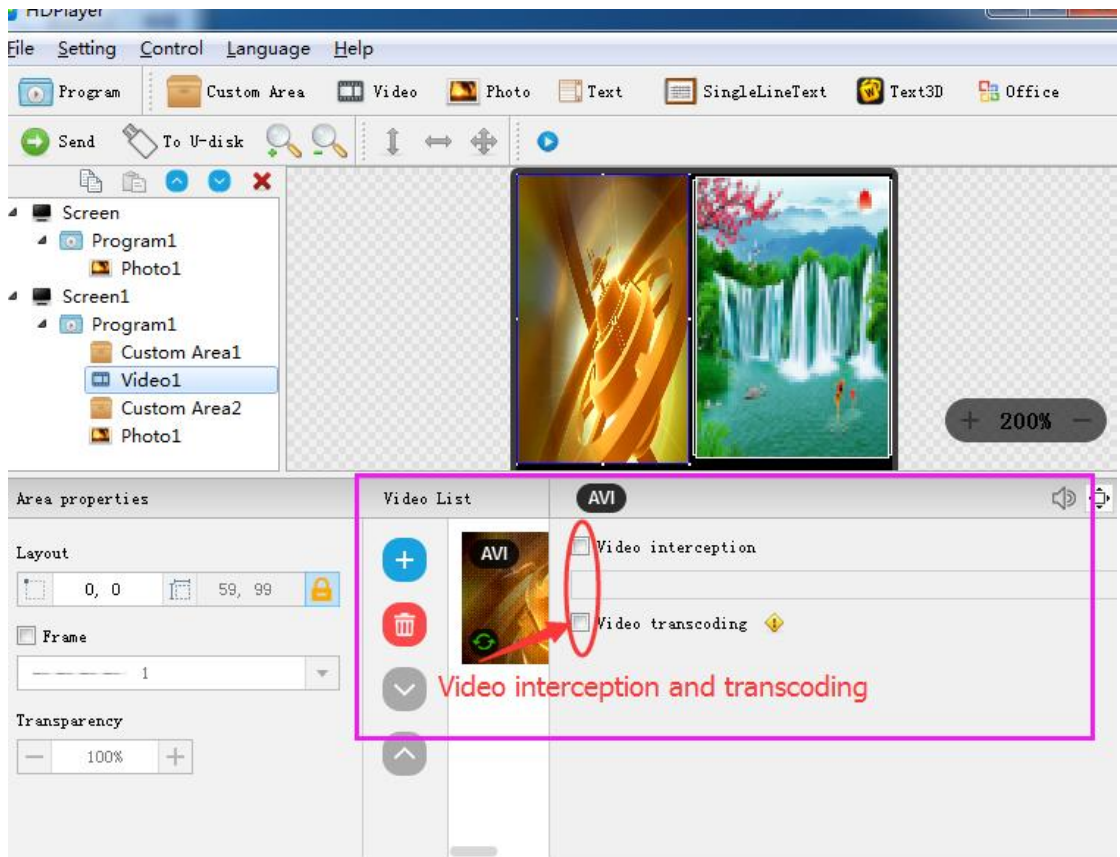 HDPlayer
File Setting Control Language Help
Program Custom Area Video Photo Text SingleLineText Text3D Office
Send To U-disk
Screen
Program1
Photo1
Screen1
Program1
Custom Area1
Video1
Custom Area2
Photo1
+ 200% -
Area properties
Video List
AVI
Layout
0, 0 59, 99
Frame
1
Transparency
— 100% +
AVI
Video interception
Video transcoding
Video interception and transcoding